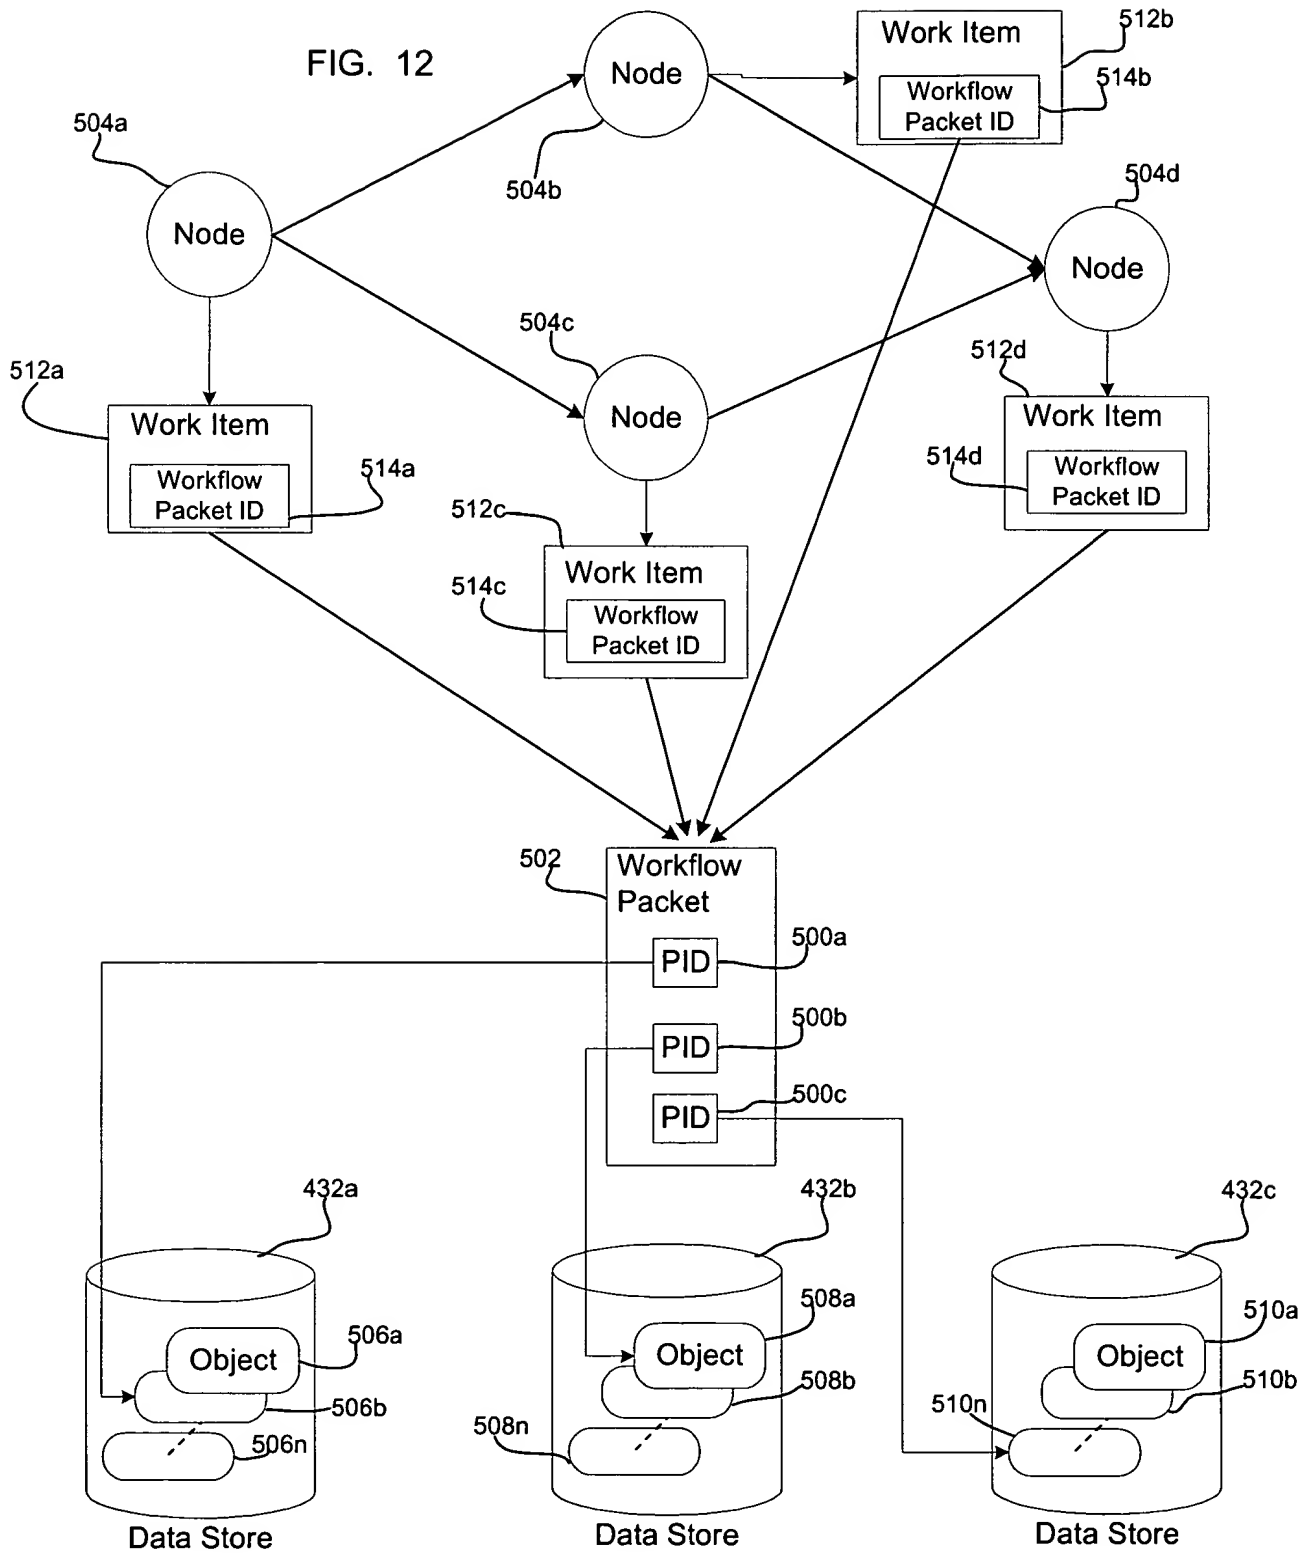 FIG. 12
Node
Work Item
Workflow
Packet ID
512b
514b
504a
504b
504d
Node
Node
504c
512a
Node
512d
Work Item
Workflow
Packet ID
514a
Work Item
Workflow
Packet ID
514d
512c
Work Item
Workflow
Packet ID
514c
502
Workflow
Packet
PID
500a
PID
500b
PID
500c
432a
432b
432c
Object
506a
506b
506n
Data Store
Object
508a
508b
508n
Data Store
Object
510a
510b
510n
Data Store